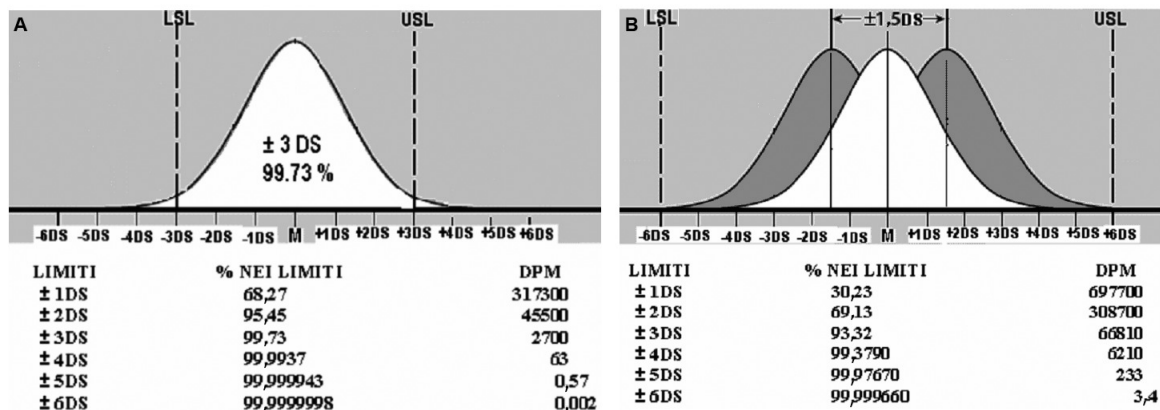 A
LSL
USL
± 3 DS
99.73 %
-6DS -5DS -4DS -3DS -2DS -1DS M +1DS +2DS +3DS +4DS +5DS +6DS
LIMITI % NEI LIMITI DPM
± 1DS 68,27 317300
± 2DS 95,45 45500
± 3DS 99,73 2700
± 4DS 99,9937 63
± 5DS 99,999943 0,57
± 6DS 99,9999998 0,002
B
LSL
±1,5DS
USL
-6DS -5DS -4DS -3DS -2DS -1DS M +1DS +2DS +3DS +4DS +5DS +6DS
LIMITI % NEI LIMITI DPM
± 1DS 30,23 697700
± 2DS 69,13 308700
± 3DS 93,32 66810
± 4DS 99,3790 6210
± 5DS 99,97670 233
± 6DS 99,999660 3,4